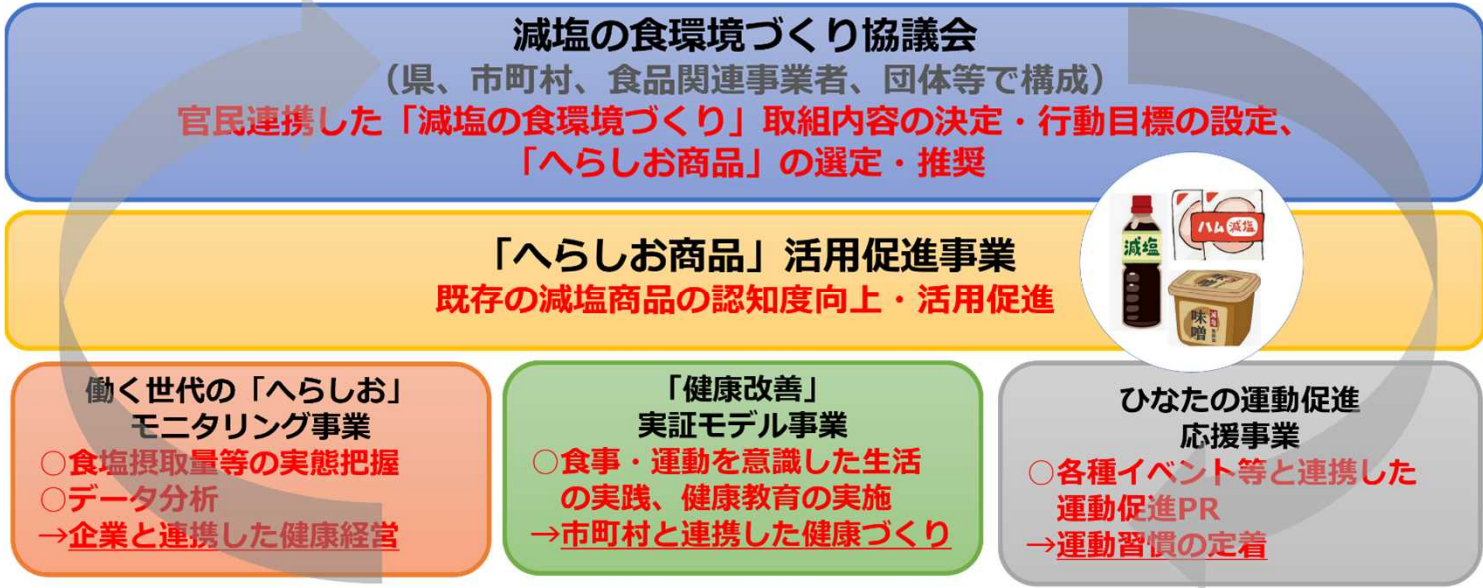 減塩の食環境づくり協議会
（県、市町村、食品関連事業者、団体等で構成）
官民連携した「減塩の食環境づくり」取組内容の決定・行動目標の設定、
「へらしお商品」の選定・推奨
「へらしお商品」活用促進事業
既存の減塩商品の認知度向上・活用促進
減塩
ハム減塩
減塩
味噌
働く世代の「へらしお」
モニタリング事業
○食塩摂取量等の実態把握
○データ分析
→企業と連携した健康経営
「健康改善」
実証モデル事業
○食事・運動を意識した生活
の実践、健康教育の実施
→市町村と連携した健康づくり
ひなたの運動促進
応援事業
○各種イベント等と連携した
運動促進PR
→運動習慣の定着